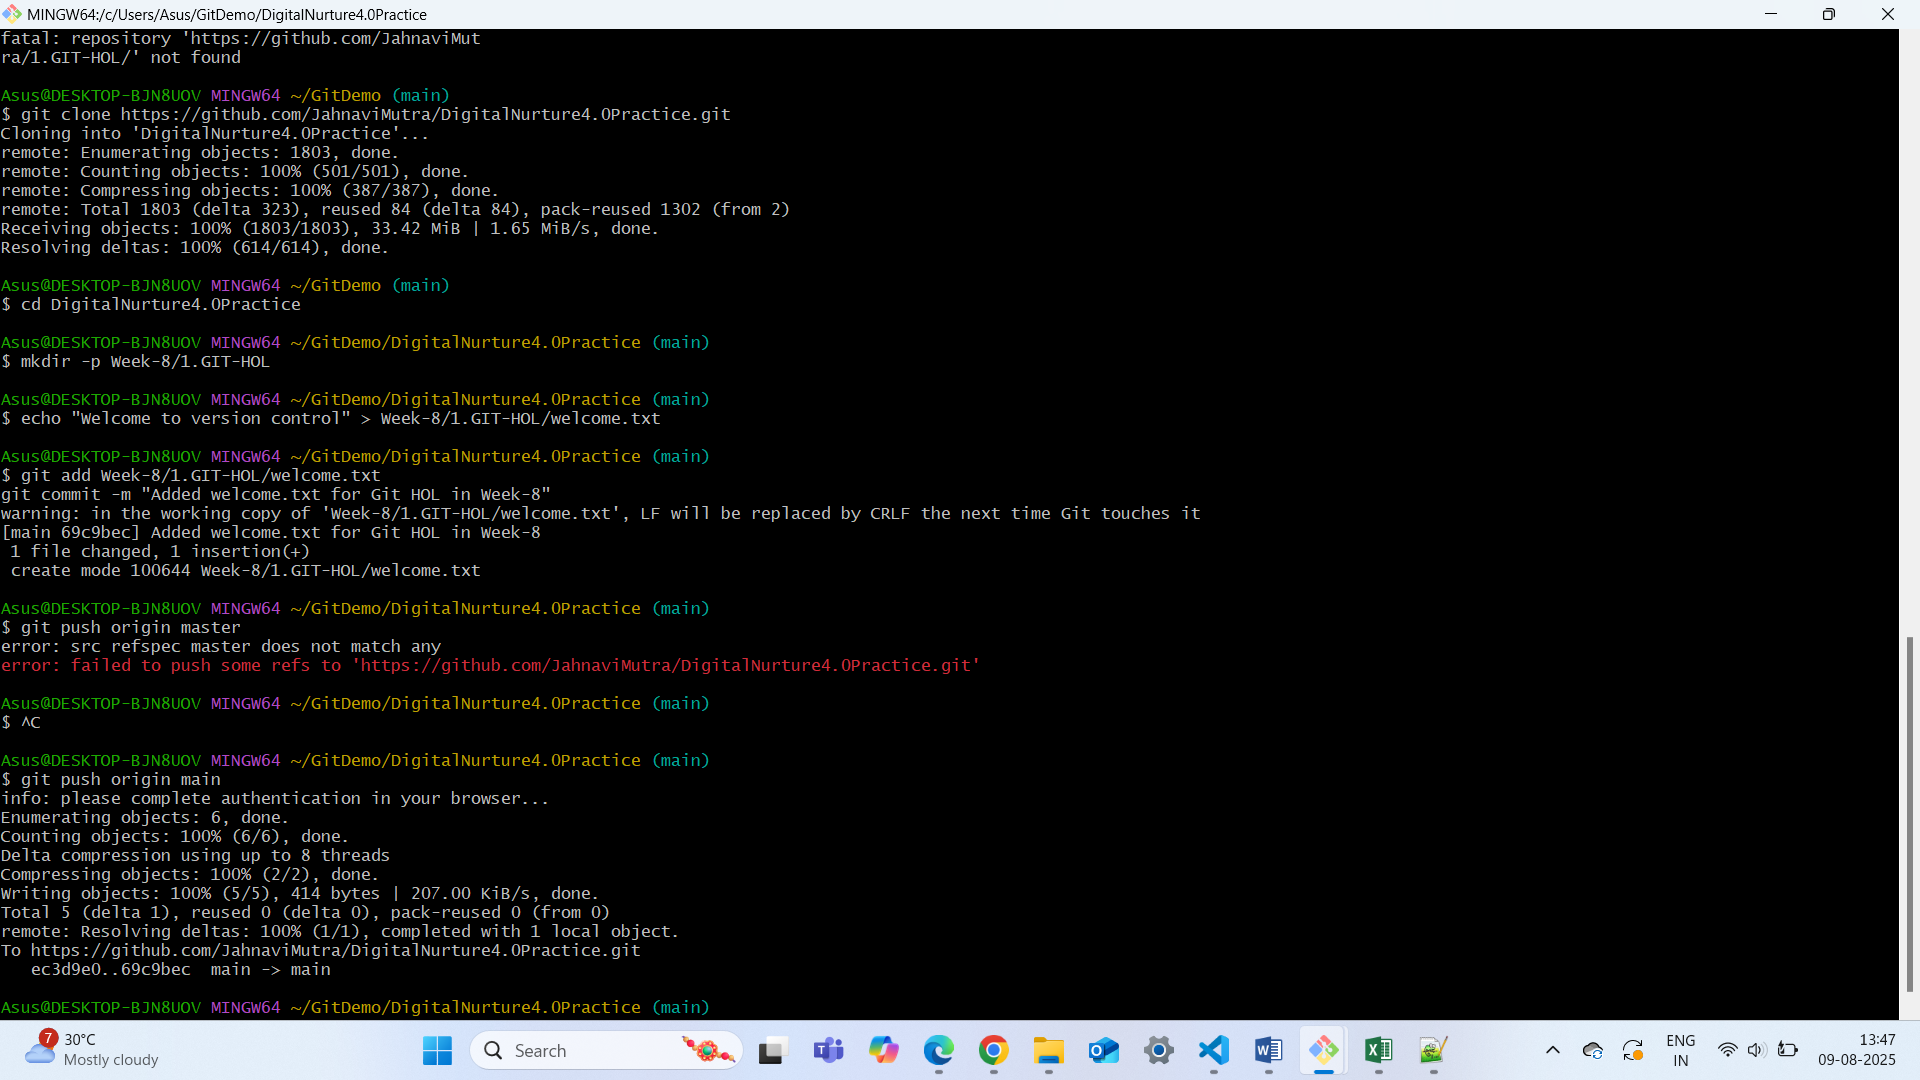 MINGW64:/c/Users/Asus/GitDemo/DigitalNurture4.0Practice
fatal: repository 'https://github.com/JahnaviMut
ra/1.GIT-HOL/' not found
Asus@DESKTOP-BJN8UOV MINGW64 ~/GitDemo (main)
$ git clone https://github.com/JahnaviMutra/DigitalNurture4.0Practice.git
Cloning into 'DigitalNurture4.0Practice'...
remote: Enumerating objects: 1803, done.
remote: Counting objects: 100% (501/501), done.
remote: Compressing objects: 100% (387/387), done.
remote: Total 1803 (delta 323), reused 84 (delta 84), pack-reused 1302 (from 2)
Receiving objects: 100% (1803/1803), 33.42 MiB | 1.65 MiB/s, done.
Resolving deltas: 100% (614/614), done.
Asus@DESKTOP-BJN8UOV MINGW64 ~/GitDemo (main)
$ cd DigitalNurture4.0Practice
Asus@DESKTOP-BJN8UOV MINGW64 ~/GitDemo/DigitalNurture4.0Practice (main)
$ mkdir -p Week-8/1.GIT-HOL
Asus@DESKTOP-BJN8UOV MINGW64 ~/GitDemo/DigitalNurture4.0Practice (main)
$ echo "Welcome to version control" > Week-8/1.GIT-HOL/welcome.txt
Asus@DESKTOP-BJN8UOV MINGW64 ~/GitDemo/DigitalNurture4.0Practice (main)
$ git add Week-8/1.GIT-HOL/welcome.txt
git commit -m "Added welcome.txt for Git HOL in Week-8"
warning: in the working copy of 'Week-8/1.GIT-HOL/welcome.txt', LF will be replaced by CRLF the next time Git touches it
[main 69c9bec] Added welcome.txt for Git HOL in Week-8
1 file changed, 1 insertion(+)
create mode 100644 Week-8/1.GIT-HOL/welcome.txt
Asus@DESKTOP-BJN8UOV MINGW64 ~/GitDemo/DigitalNurture4.0Practice (main)
$ git push origin master
error: src refspec master does not match any
error: failed to push some refs to 'https://github.com/JahnaviMutra/DigitalNurture4.0Practice.git'
Asus@DESKTOP-BJN8UOV MINGW64 ~/GitDemo/DigitalNurture4.0Practice (main)
$ ^C
Asus@DESKTOP-BJN8UOV MINGW64 ~/GitDemo/DigitalNurture4.0Practice (main)
$ git push origin main
info: please complete authentication in your browser...
Enumerating objects: 6, done.
Counting objects: 100% (6/6), done.
Delta compression using up to 8 threads
Compressing objects: 100% (2/2), done.
Writing objects: 100% (5/5), 414 bytes | 207.00 KiB/s, done.
Total 5 (delta 1), reused 0 (delta 0), pack-reused 0 (from 0)
remote: Resolving deltas: 100% (1/1), completed with 1 local object.
To https://github.com/JahnaviMutra/DigitalNurture4.0Practice.git
ec3d9e0..69c9bec  main -> main
Asus@DESKTOP-BJN8UOV MINGW64 ~/GitDemo/DigitalNurture4.0Practice (main)
7
30°C
Mostly cloudy
Search
ENG
IN
13:47
09-08-2025